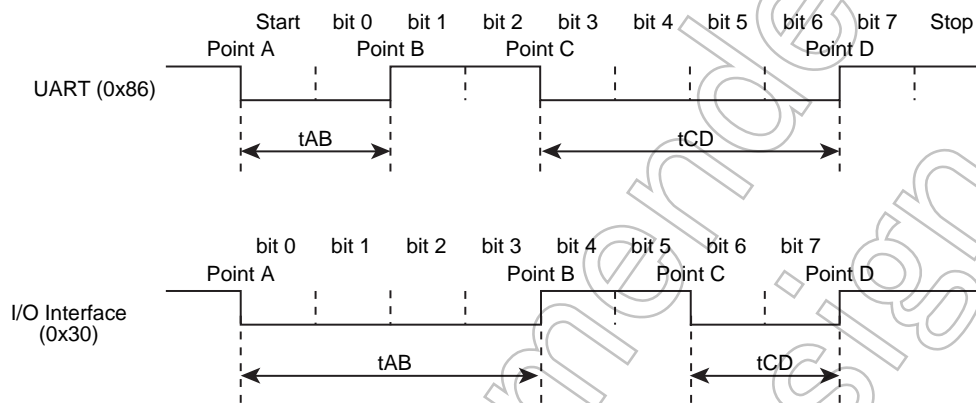 Start bit 0 bit 1 bit 2 bit 3 bit 4 bit 5 bit 6 bit 7 Stop
Point A Point B Point C Point D
UART (0x86)
tAB tCD
bit 0 bit 1 bit 2 bit 3 bit 4 bit 5 bit 6 bit 7
Point A Point B Point C Point D
I/O Interface
(0x30)
tAB tCD